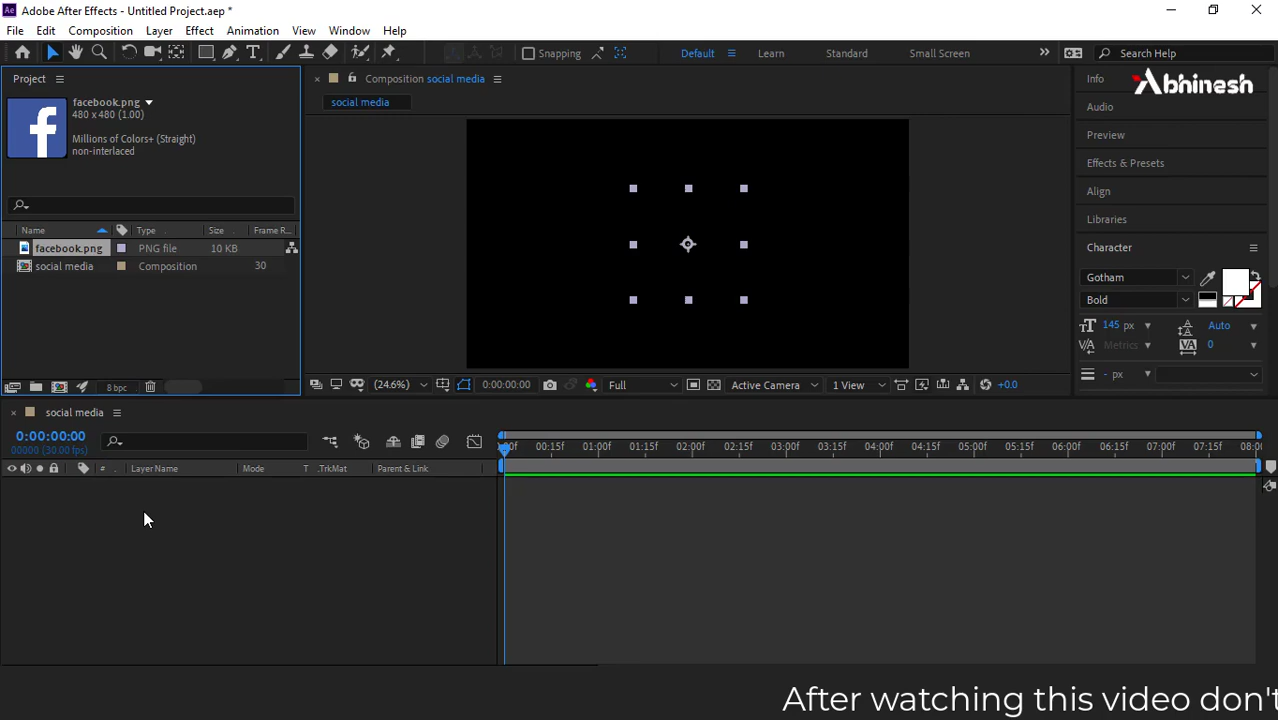 Adobe After Effects - Untitled Project.aep *
File Edit Composition Layer Effect Animation View Window Help
Snapping Default Learn Standard Small Screen Search Help
Project
facebook.png
480 x 480 (1.00)
Millions of Colors+ (Straight)
non-interlaced
Name Type Size Frame R
facebook.png PNG file 10 KB
social media Composition 30
8 bpc
Composition social media
social media
(24.6%) 0:00:00:00 Full Active Camera 1 View +0.0
Info
Abhinesh
Audio
Preview
Effects & Presets
Align
Libraries
Character
Gotham
Bold
145 px Auto
Metrics 0
- px
social media
0:00:00:00
00000 (30.00 fps)
# Layer Name Mode T .TrkMat Parent & Link
:00f 00:15f 01:00f 01:15f 02:00f 02:15f 03:00f 03:15f 04:00f 04:15f 05:00f 05:15f 06:00f 06:15f 07:00f 07:15f 08:00
After watching this video don't